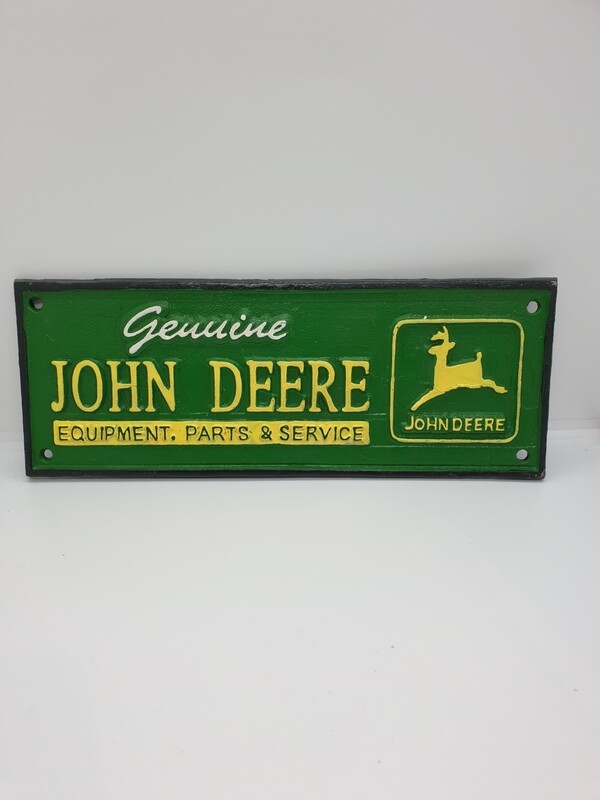 Genuine
JOHN DEERE
EQUIPMENT. PARTS & SERVICE
JOHN DEERE